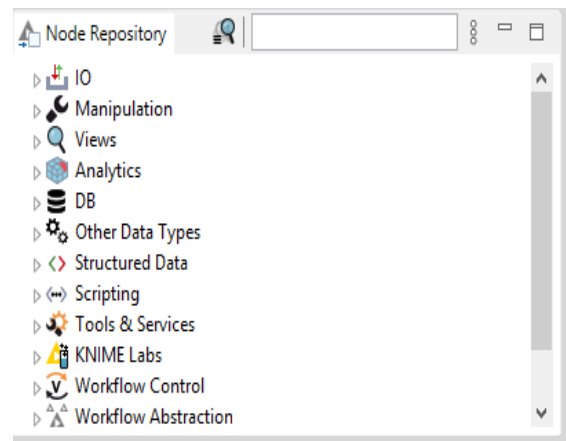 Node Repository
IO
Manipulation
Views
Analytics
DB
Other Data Types
Structured Data
Scripting
Tools & Services
KNIME Labs
Workflow Control
Workflow Abstraction